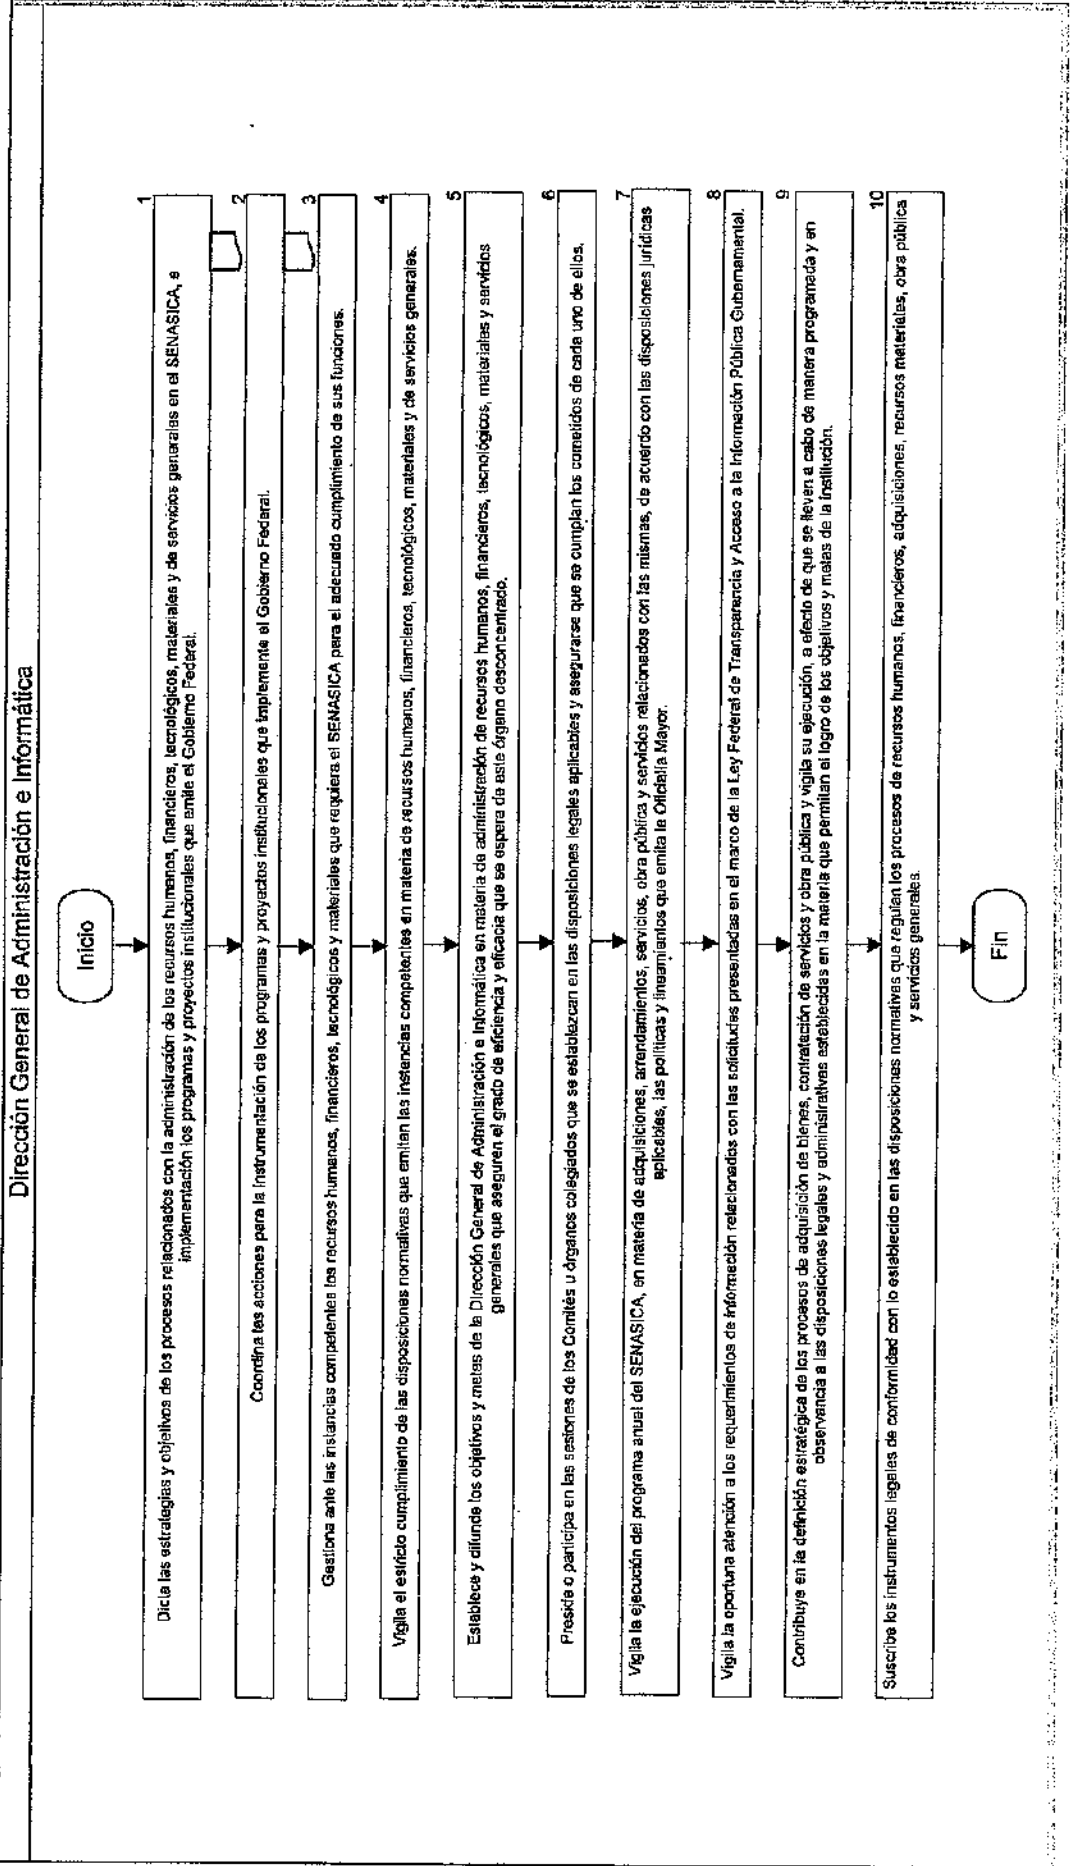 Dirección General de Administración e Informática
Inicio
1
Dicta las estrategias y objetivos de los procesos relacionados con la administración de los recursos humanos, financieros, tecnológicos, materiales y de servicios generales en el SENASICA, e
implementación los programas y proyectos institucionales que emite el Gobierno Federal.
2
Coordina las acciones para la instrumentación de los programas y proyectos institucionales que implemente el Gobierno Federal.
3
Gestiona ante las instancias competentes los recursos humanos, financieros, tecnológicos y materiales que requiera el SENASICA para el adecuado cumplimiento de sus funciones.
4
Vigila el estricto cumplimiento de las disposiciones normativas que emitan las instancias competentes en materia de recursos humanos, financieros, tecnológicos, materiales y de servicios generales.
5
Establece y difunde los objetivos y metas de la Dirección General de Administración e Informática en materia de administración de recursos humanos, financieros, tecnológicos, materiales y servicios
generales que aseguren el grado de eficiencia y eficacia que se espera de este órgano desconcentrado.
6
Preside o participa en las sesiones de los Comités u órganos colegiados que se establezcan en las disposiciones legales aplicables y asegurarse que se cumplan los cometidos de cada uno de ellos.
7
Vigila la ejecución del programa anual del SENASICA, en materia de adquisiciones, arrendamientos, servicios, obra pública y servicios relacionados con las mismas, de acuerdo con las disposiciones jurídicas
aplicables, las políticas y lineamientos que emita la Oficialía Mayor.
8
Vigila la oportuna atención a los requerimientos de información relacionados con las solicitudes presentadas en el marco de la Ley Federal de Transparencia y Acceso a la Información Pública Gubernamental.
9
Contribuye en la definición estratégica de los procesos de adquisición de bienes, contratación de servicios y obra pública y vigila su ejecución, a efecto de que se lleven a cabo de manera programada y en
observancia a las disposiciones legales y administrativas establecidas en la materia que permitan el logro de los objetivos y metas de la institución.
10
Suscribe los instrumentos legales de conformidad con lo establecido en las disposiciones normativas que regulan los procesos de recursos humanos, financieros, adquisiciones, recursos materiales, obra pública
y servicios generales.
Fin